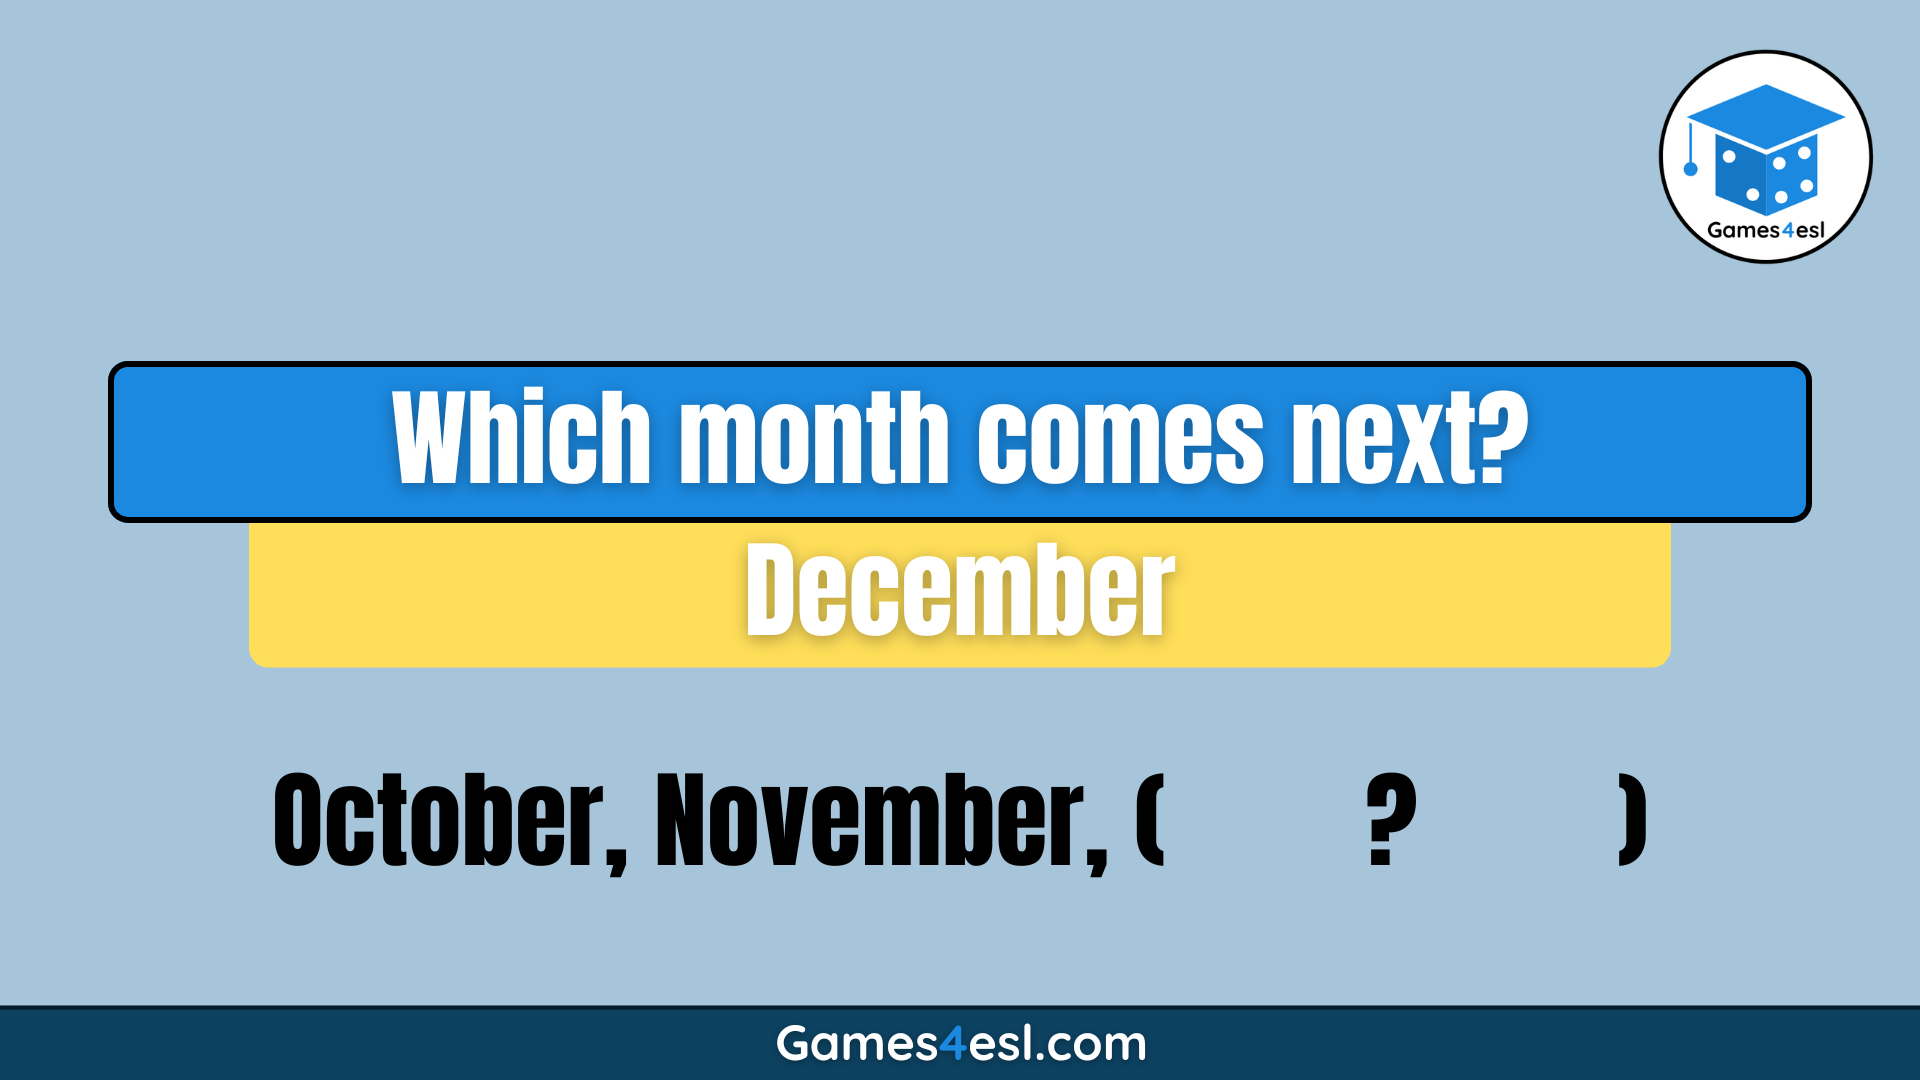 Games4esl
Which month comes next?
December
October, November, ( ? )
Games4esl.com